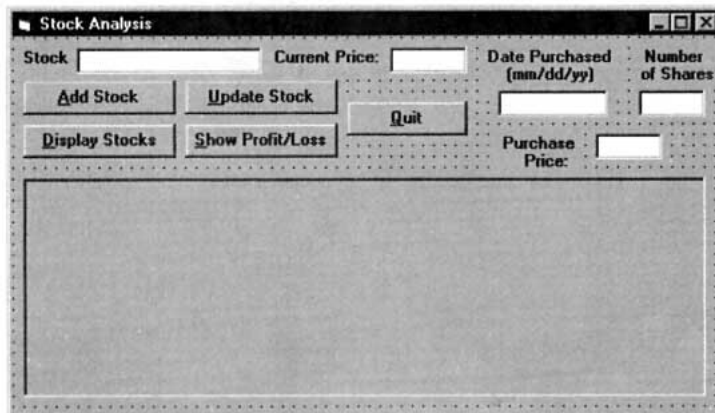 Stock Analysis
Stock
Current Price:
Date Purchased
(mm/dd/yy)
Number
of Shares
Add Stock
Update Stock
Quit
Display Stocks
Show Profit/Loss
Purchase
Price: